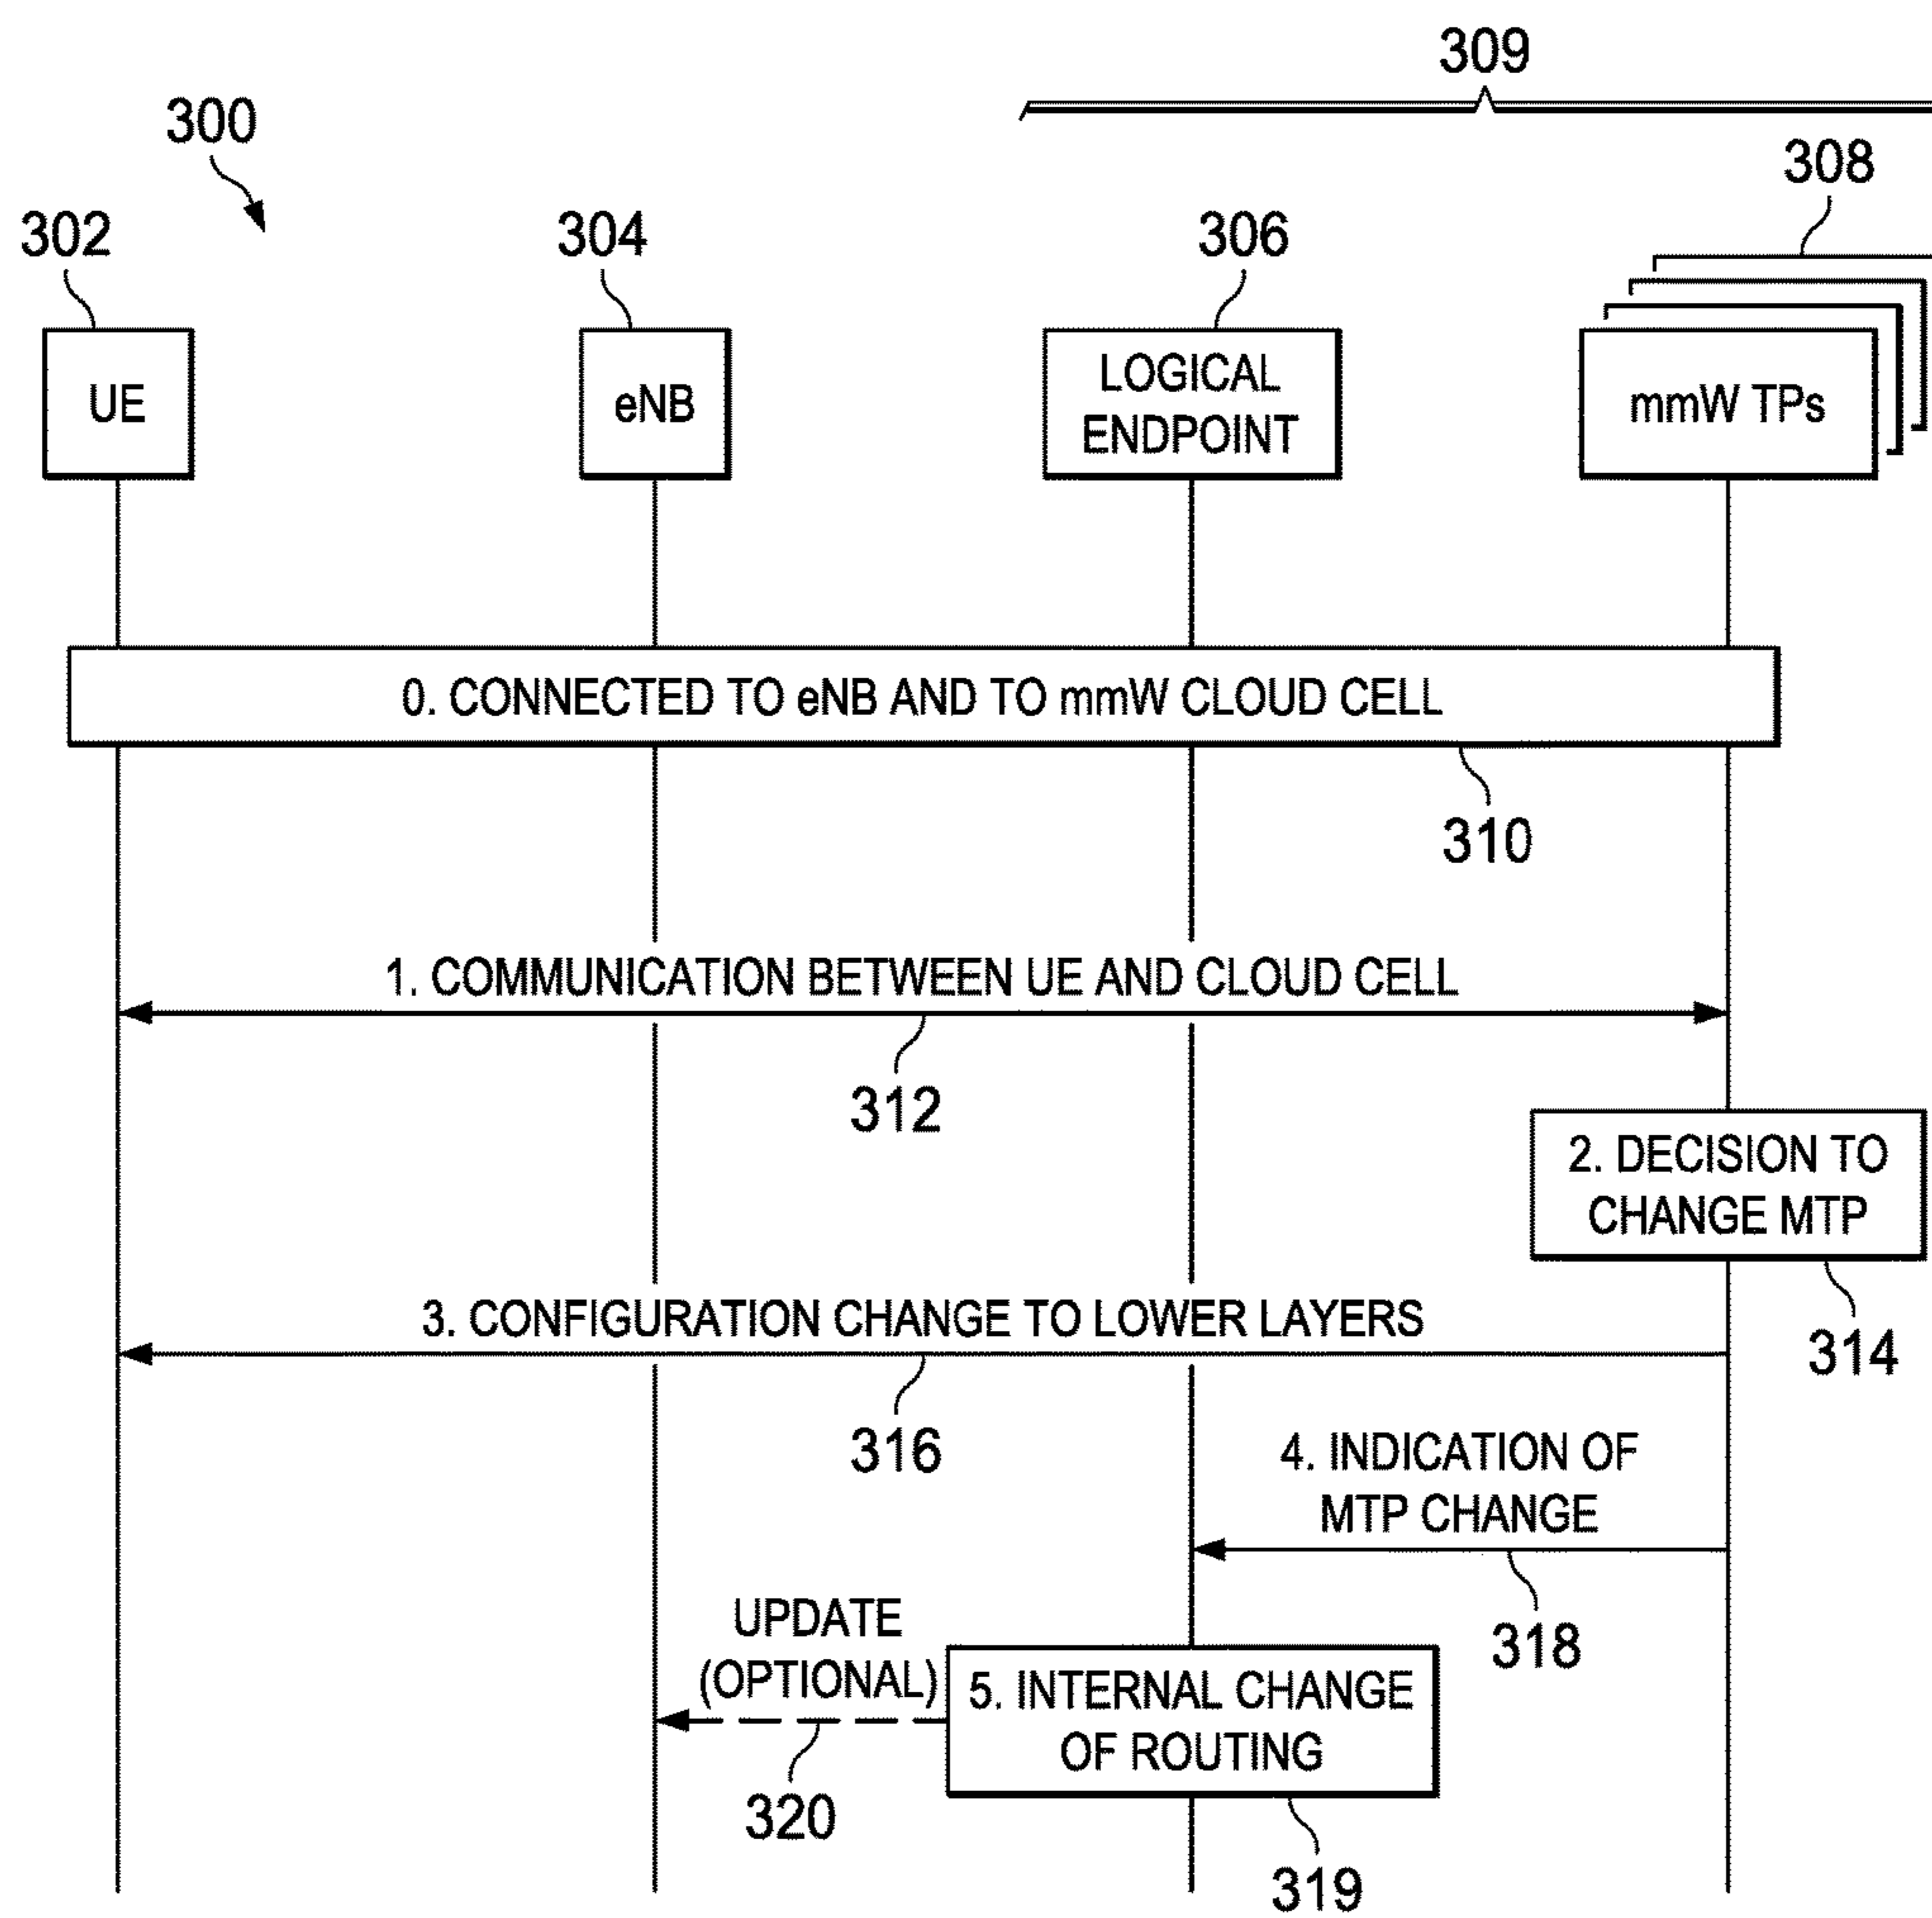 309
300
308
302
304
306
UE
eNB
LOGICAL
ENDPOINT
mmW TPs
0. CONNECTED TO eNB AND TO mmW CLOUD CELL
310
1. COMMUNICATION BETWEEN UE AND CLOUD CELL
312
2. DECISION TO
CHANGE MTP
314
3. CONFIGURATION CHANGE TO LOWER LAYERS
316
4. INDICATION OF
MTP CHANGE
318
UPDATE
(OPTIONAL)
320
5. INTERNAL CHANGE
OF ROUTING
319